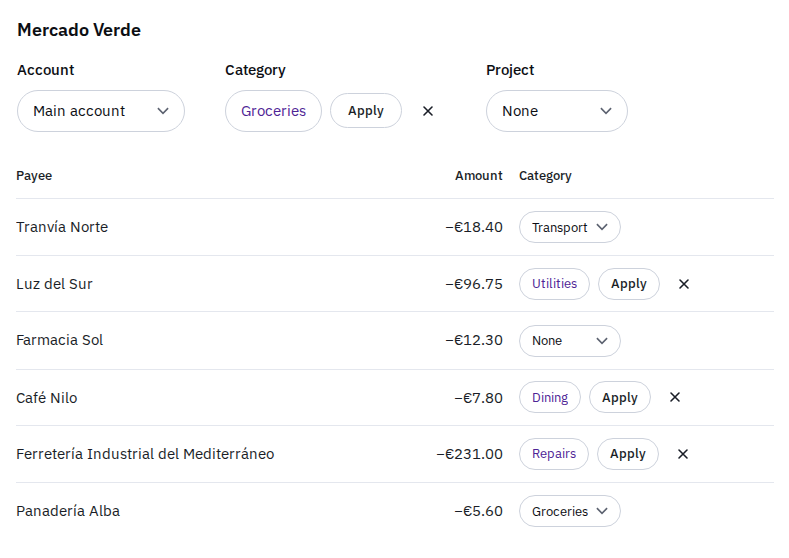 Mercado Verde
Account Category Project
Main account Groceries Apply None
Payee Amount Category
Tranvía Norte −€18.40 Transport
Luz del Sur −€96.75 Utilities Apply
Farmacia Sol −€12.30 None
Café Nilo −€7.80 Dining Apply
Ferretería Industrial del Mediterráneo −€231.00 Repairs Apply
Panadería Alba −€5.60 Groceries